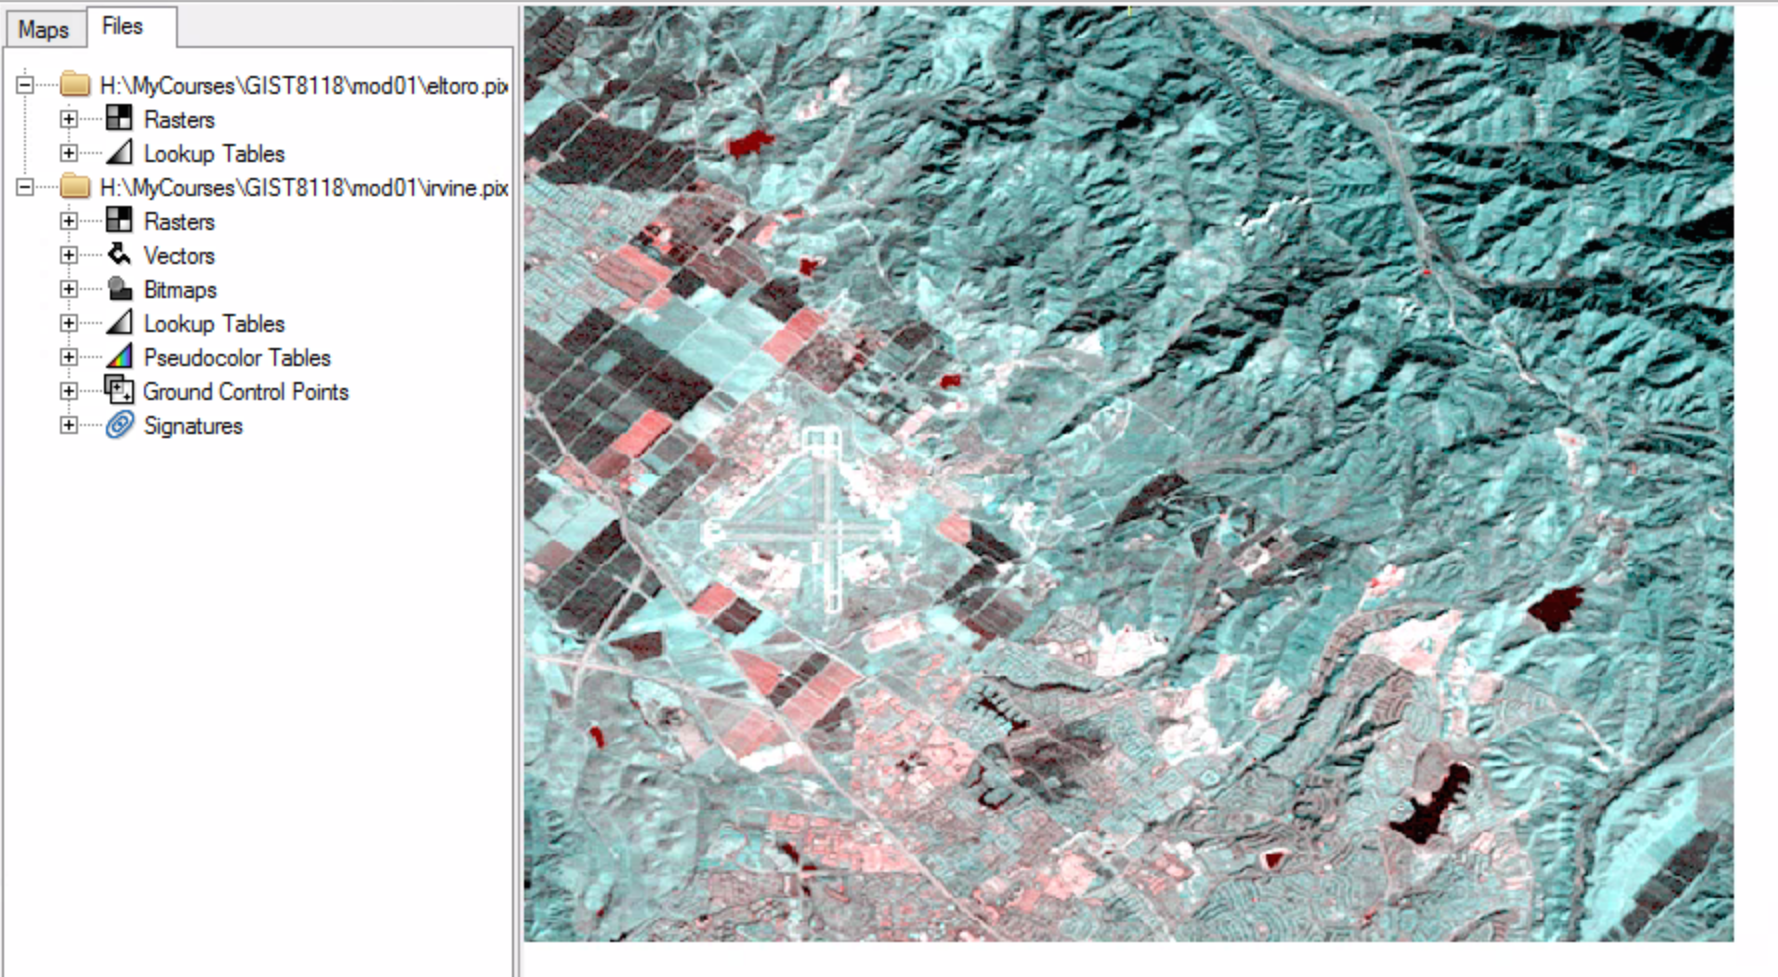 Maps
Files
H:\MyCourses\GIST8118\mod01\eltoro.pix
Rasters
Lookup Tables
H:\MyCourses\GIST8118\mod01\irvine.pix
Rasters
Vectors
Bitmaps
Lookup Tables
Pseudocolor Tables
Ground Control Points
Signatures